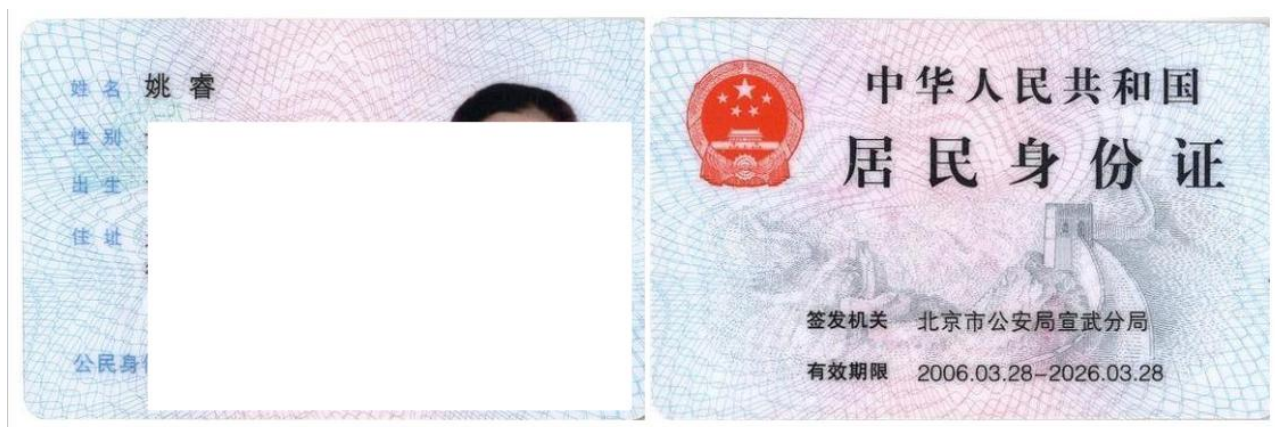 姓名 姚睿
性别
出生
住址
公民身
中华人民共和国
居民身份证
签发机关 北京市公安局宣武分局
有效期限 2006.03.28-2026.03.28